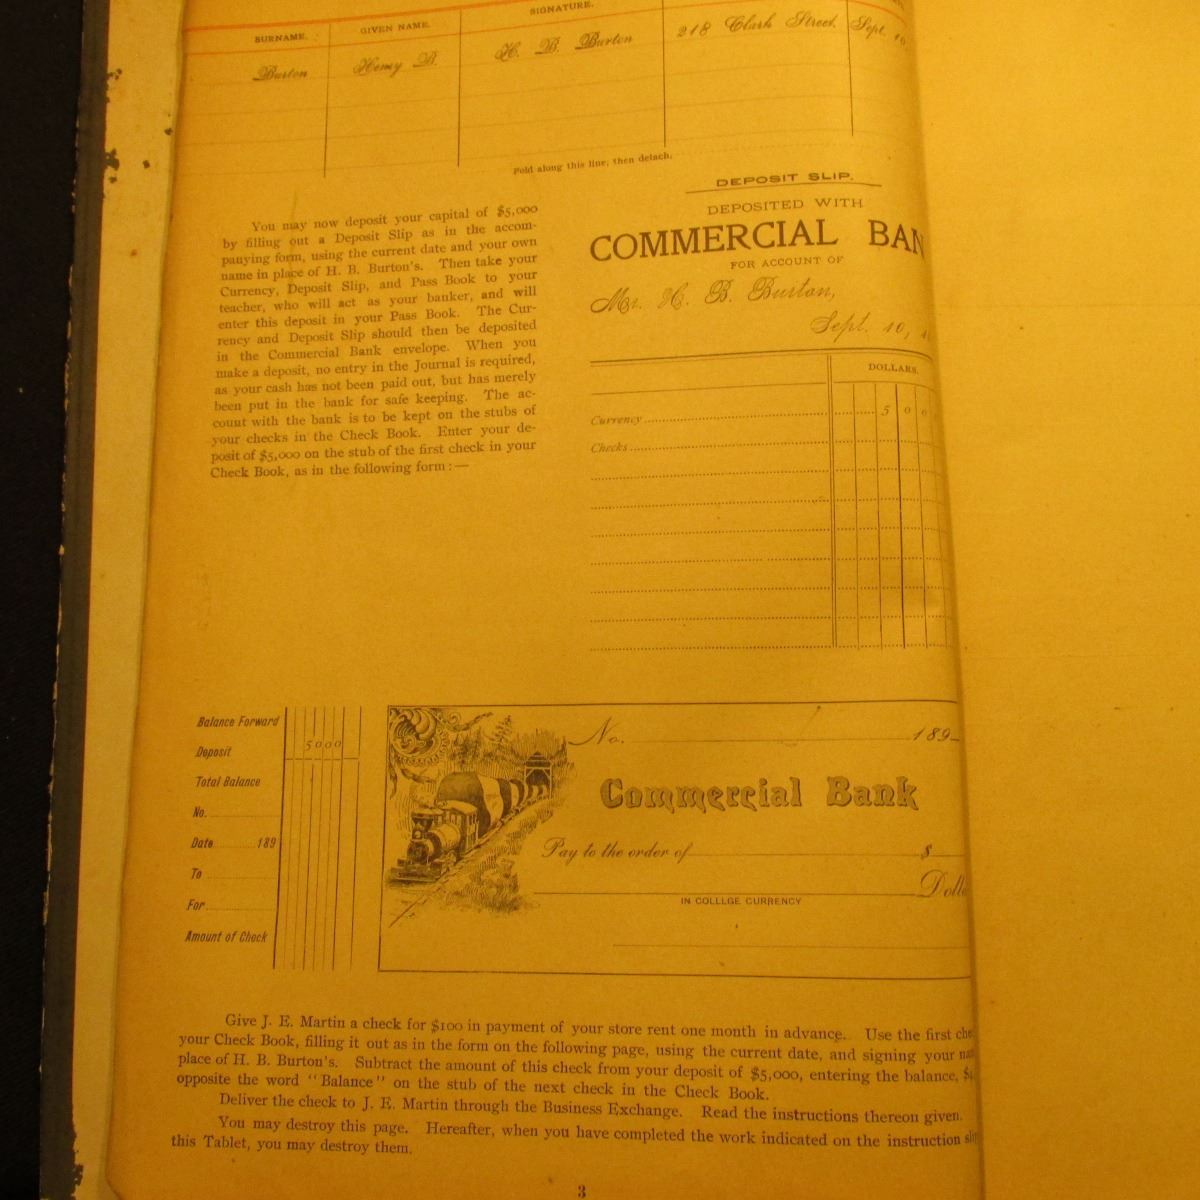 SURNAME. GIVEN NAME. SIGNATURE.
Burton Henry B. H. B. Burton 218 Clark Street, Sept. 10
Fold along this line, then detach.
You may now deposit your capital of $5,000
by filling out a Deposit Slip as in the accom-
panying form, using the current date and your own
name in place of H. B. Burton's. Then take your
Currency, Deposit Slip, and Pass Book to your
teacher, who will act as your banker, and will
enter this deposit in your Pass Book. The Cur-
rency and Deposit Slip should then be deposited
in the Commercial Bank envelope. When you
make a deposit, no entry in the Journal is required,
as your cash has not been paid out, but has merely
been put in the bank for safe keeping. The ac-
count with the bank is to be kept on the stubs of
your checks in the Check Book. Enter your de-
posit of $5,000 on the stub of the first check in your
Check Book, as in the following form:—
DEPOSIT SLIP.
DEPOSITED WITH
COMMERCIAL BAN
FOR ACCOUNT OF
Mr. H. B. Burton,
Sept. 10,
DOLLARS.
Currency 5 0 0
Checks
Balance Forward
Deposit 5000
Total Balance
No.
Date 189
To
For
Amount of Check
No. 189-
Commercial Bank
Pay to the order of $
Dolla
IN COLLLGE CURRENCY
Give J. E. Martin a check for $100 in payment of your store rent one month in advance. Use the first che
your Check Book, filling it out as in the form on the following page, using the current date, and signing your na
place of H. B. Burton's. Subtract the amount of this check from your deposit of $5,000, entering the balance, $4
opposite the word "Balance" on the stub of the next check in the Check Book.
Deliver the check to J. E. Martin through the Business Exchange. Read the instructions thereon given.
You may destroy this page. Hereafter, when you have completed the work indicated on the instruction slip
this Tablet, you may destroy them.
3